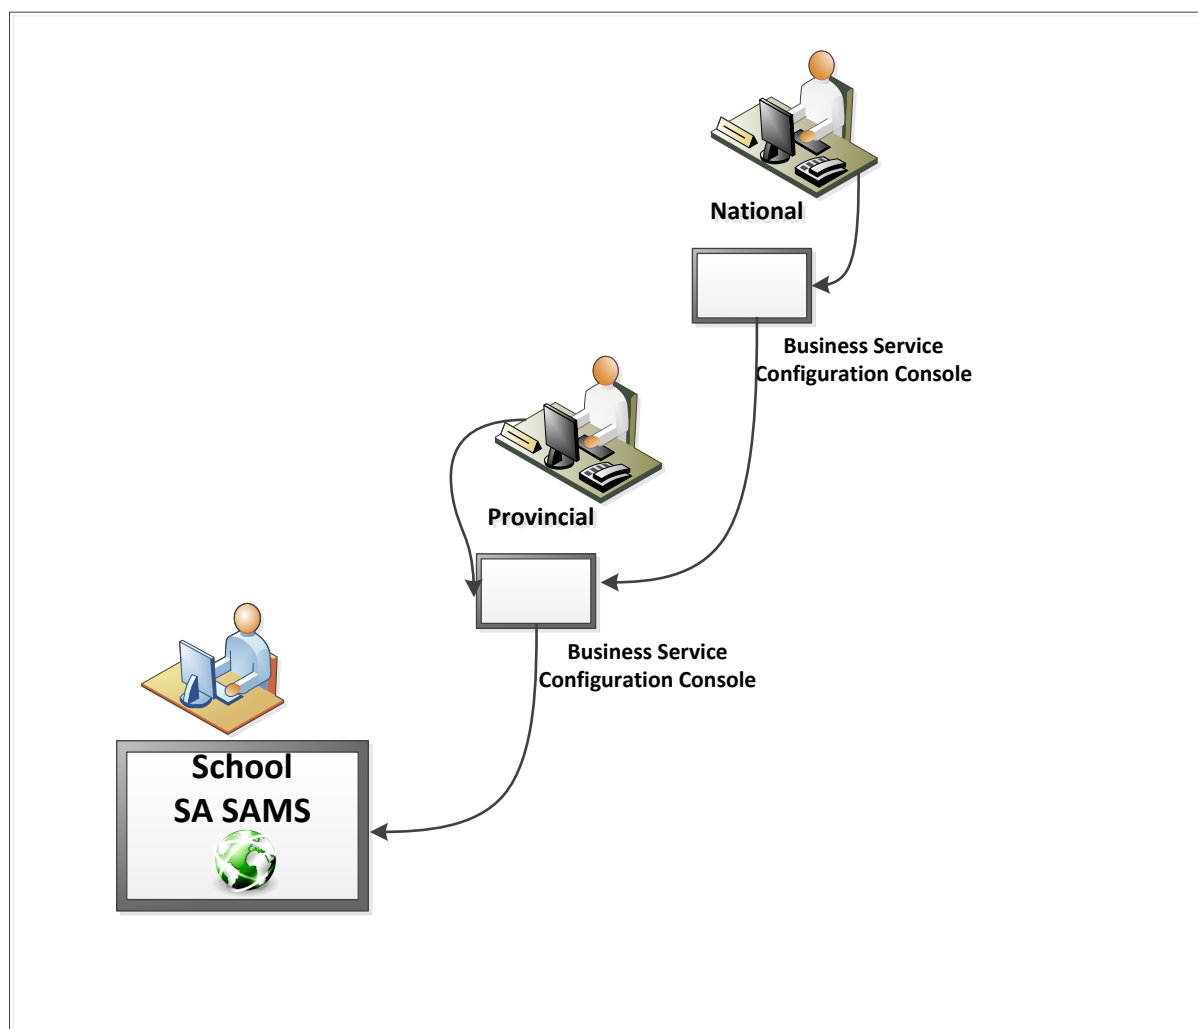 National
Business Service
Configuration Console
Provincial
Business Service
Configuration Console
School
SA SAMS